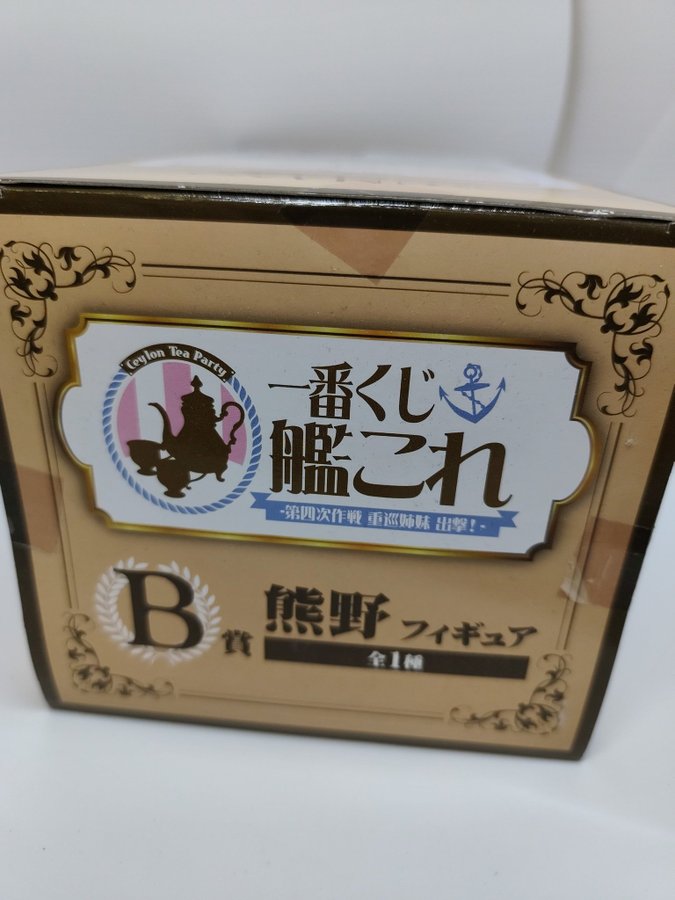 Ceylon Tea Party
一番くじ
艦これ
-第四次作戦 重巡姉妹 出撃!-
B賞
熊野 フィギュア
全1種